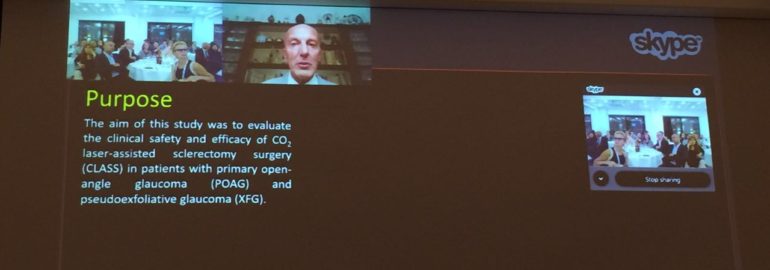 skype
Purpose
The aim of this study was to evaluate
the clinical safety and efficacy of CO₂
laser-assisted sclerectomy surgery
(CLASS) in patients with primary open-
angle glaucoma (POAG) and
pseudoexfoliative glaucoma (XFG).
skype
Stop sharing